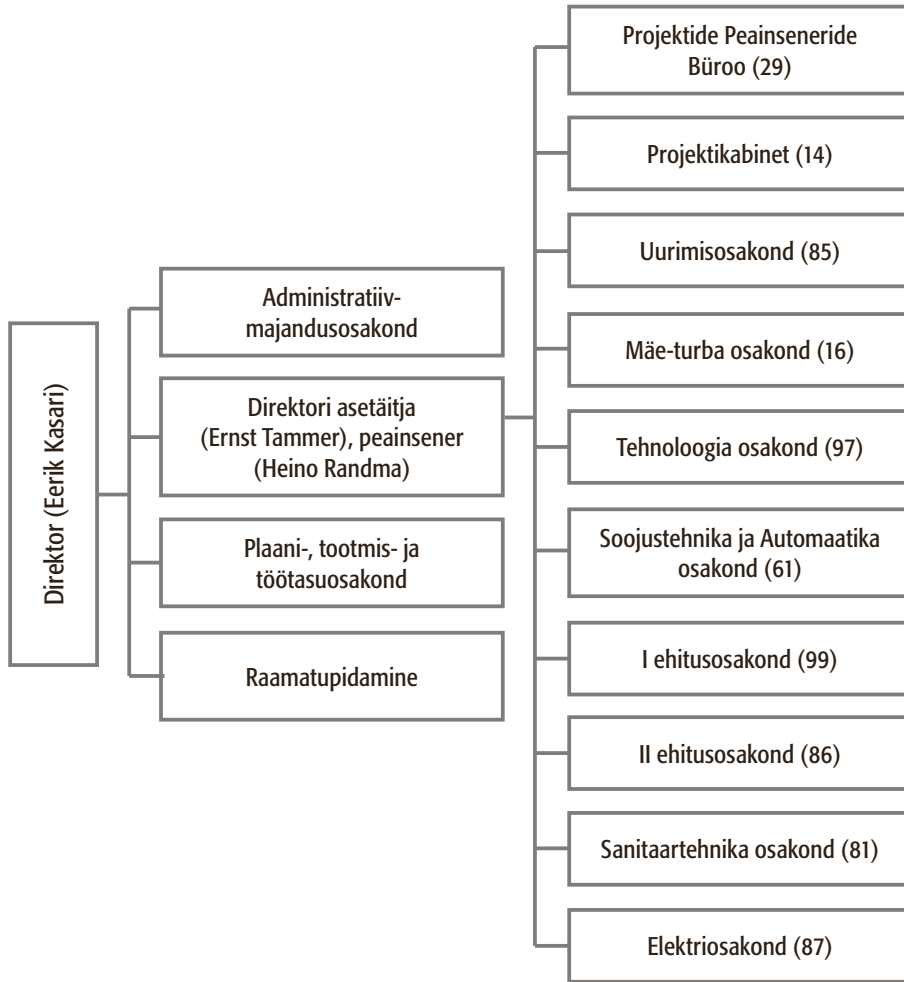 Direktor (Eerik Kasari)
Administratiiv-
majandusosakond
Direktori asetäitja
(Ernst Tammer), peainsener
(Heino Randma)
Plaani-, tootmis- ja
töötasuosakond
Raamatupidamine
Projektide Peainseneride
Büroo (29)
Projektikabinet (14)
Uurimisosakond (85)
Mäe-turba osakond (16)
Tehnoloogia osakond (97)
Soojustehnika ja Automaatika
osakond (61)
I ehitusosakond (99)
II ehitusosakond (86)
Sanitaartehnika osakond (81)
Elektriosakond (87)